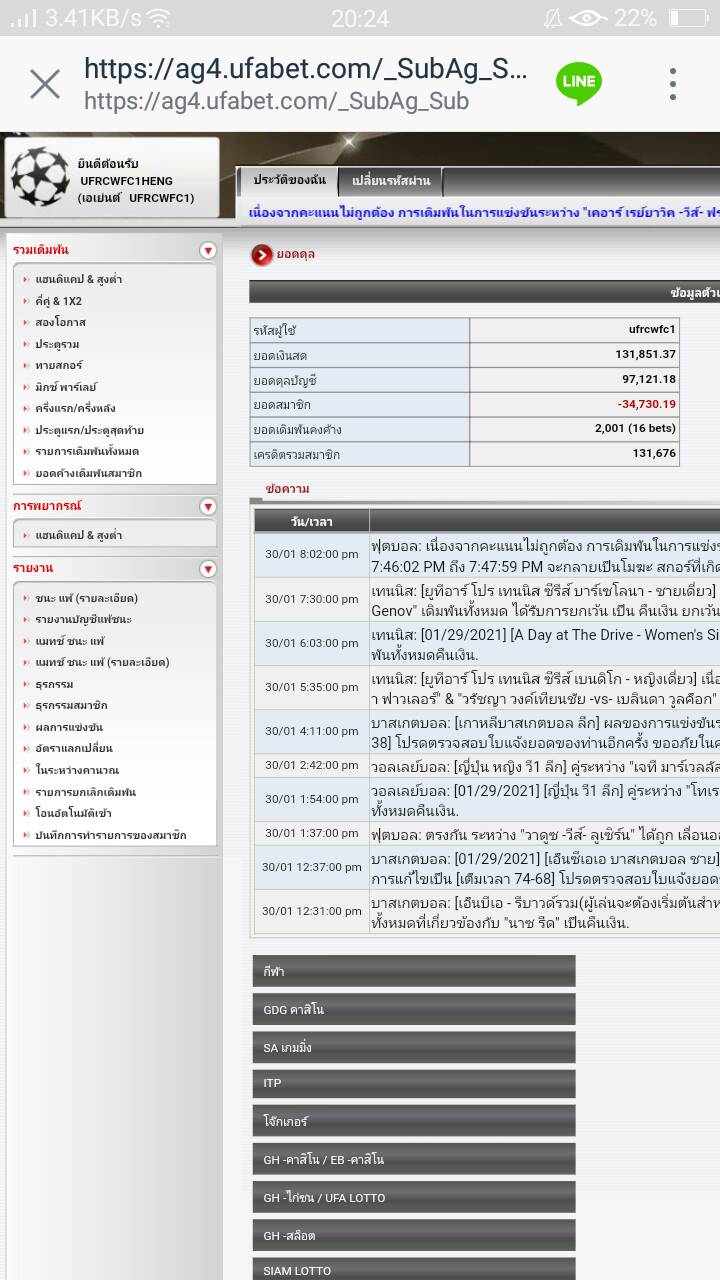 3.41KB/s
20:24
22%
https://ag4.ufabet.com/_SubAg_S...
https://ag4.ufabet.com/_SubAg_Sub
LINE
ยินดีต้อนรับ
UFRCWFC1HENG
(เอเย่นต์ UFRCWFC1)
ประวัติของฉัน
เปลี่ยนรหัสผ่าน
เนื่องจากคะแนนไม่ถูกต้อง การเดิมพันในการแข่งขันระหว่าง "เคอาร์ เรย์ยาวิค -วีส์-
รวมเดิมพัน
แฮนดิแคป & สูงต่ำ
คี่คู่ & 1X2
สองโอกาส
ประตูรวม
ทายสกอร์
มิกซ์ พาร์เลย์
ครึ่งแรก/ครึ่งหลัง
ประตูแรก/ประตูสุดท้าย
รายการเดิมพันทั้งหมด
ยอดค้างเดิมพันสมาชิก
การพยากรณ์
แฮนดิแคป & สูงต่ำ
รายงาน
ชนะ แพ้ (รายละเอียด)
รายงานบัญชีแพ้ชนะ
แมทช์ ชนะ แพ้
แมทช์ ชนะ แพ้ (รายละเอียด)
ธุรกรรม
ธุรกรรมสมาชิก
ผลการแข่งขัน
อัตราแลกเปลี่ยน
ในระหว่างคานวณ
รายการยกเลิกเดิมพัน
โอนอัตโนมัติเข้า
บันทึกการทำรายการของสมาชิก
ยอดดุล
ข้อมูลตัวแ
รหัสผู้ใช้ ufrcwfc1
ยอดเงินสด 131,851.37
ยอดดุลบัญชี 97,121.18
ยอดสมาชิก -34,730.19
ยอดเดิมพันคงค้าง 2,001 (16 bets)
เครดิตรวมสมาชิก 131,676
ข้อความ
วัน/เวลา
30/01 8:02:00 pm ฟุตบอล: เนื่องจากคะแนนไม่ถูกต้อง การเดิมพันในการแข่งข
7:46:02 PM ถึง 7:47:59 PM จะกลายเป็นโมฆะ สกอร์ที่เกิด
30/01 7:30:00 pm เทนนิส: [ยูทีอาร์ โปร เทนนิส ซีรีส์ บาร์เซโลนา - ชายเดี่ยว]
Genov" เดิมพันทั้งหมด ได้รับการยกเว้น เป็น คืนเงิน ยกเว้น
30/01 6:03:00 pm เทนนิส: [01/29/2021] [A Day at The Drive - Women's Si
พันทั้งหมดคืนเงิน.
30/01 5:35:00 pm เทนนิส: [ยูทีอาร์ โปร เทนนิส ซีรีส์ เบนดิโก - หญิงเดี่ยว] เนื่อ
า ฟาวเลอร์" & "วรัชญา วงค์เทียนชัย -vs- เบลินดา วูลคือก"
30/01 4:11:00 pm บาสเกตบอล: [เกาหลีบาสเกตบอล ลีก] ผลของการแข่งขันร
38] โปรดตรวจสอบใบแจ้งยอดของท่านอีกครั้ง ขออภัยในค
30/01 2:42:00 pm วอลเลย์บอล: [ญี่ปุ่น หญิง วี1 ลีก] คู่ระหว่าง "เจที มาร์เวลลัส
30/01 1:54:00 pm วอลเลย์บอล: [01/29/2021] [ญี่ปุ่น วี1 ลีก] คู่ระหว่าง "โทเร
ทั้งหมดคืนเงิน.
30/01 1:37:00 pm ฟุตบอล: ตรงกัน ระหว่าง "วาดูซ -วีส์- ลูเซิร์น" ได้ถูก เลื่อนออ
30/01 12:37:00 pm บาสเกตบอล: [01/29/2021] [เอ็นซีเอเอ บาสเกตบอล ชาย]
การแก้ไขเป็น [เต็มเวลา 74-68] โปรดตรวจสอบใบแจ้งยอด
30/01 12:31:00 pm บาสเกตบอล: [เอ็นบีเอ - รีบาวด์รวม(ผู้เล่นจะต้องเริ่มต้นสำห
ทั้งหมดที่เกี่ยวข้องกับ "นาซ รีด" เป็นคืนเงิน.
กีฬา
GDG คาสิโน
SA เกมมิ่ง
ITP
โจ๊กเกอร์
GH -คาสิโน / EB -คาสิโน
GH -ไก่ชน / UFA LOTTO
GH -สล็อต
SIAM LOTTO